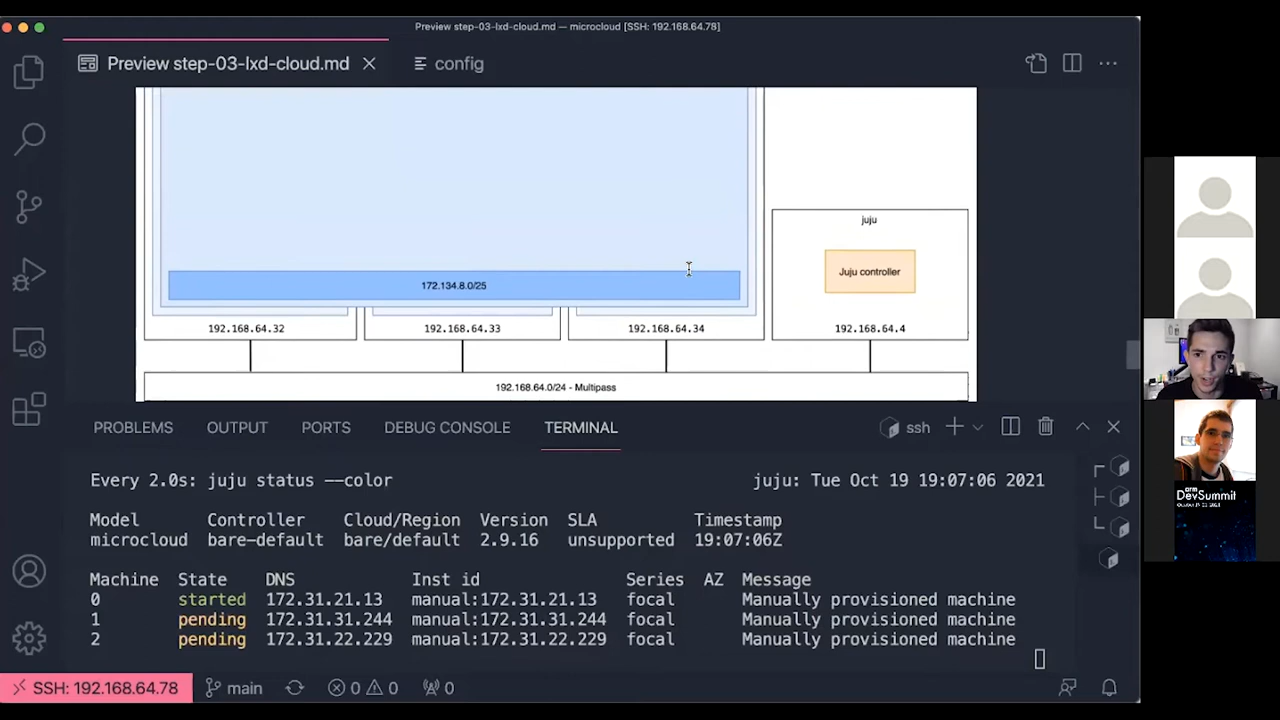 Preview step-03-lxd-cloud.md — microcloud [SSH: 192.168.64.78]
Preview step-03-lxd-cloud.md
config
juju
Juju controller
172.134.8.0/25
192.168.64.32
192.168.64.33
192.168.64.34
192.168.64.4
192.168.64.0/24 - Multipass
PROBLEMS OUTPUT PORTS DEBUG CONSOLE TERMINAL ssh
Every 2.0s: juju status --color juju: Tue Oct 19 19:07:06 2021
Model Controller Cloud/Region Version SLA Timestamp
microcloud bare-default bare/default 2.9.16 unsupported 19:07:06Z
Machine State DNS Inst id Series AZ Message
0 started 172.31.21.13 manual:172.31.21.13 focal Manually provisioned machine
1 pending 172.31.31.244 manual:172.31.31.244 focal Manually provisioned machine
2 pending 172.31.22.229 manual:172.31.22.229 focal Manually provisioned machine
SSH: 192.168.64.78 main 0 0 0
arm
DevSummit